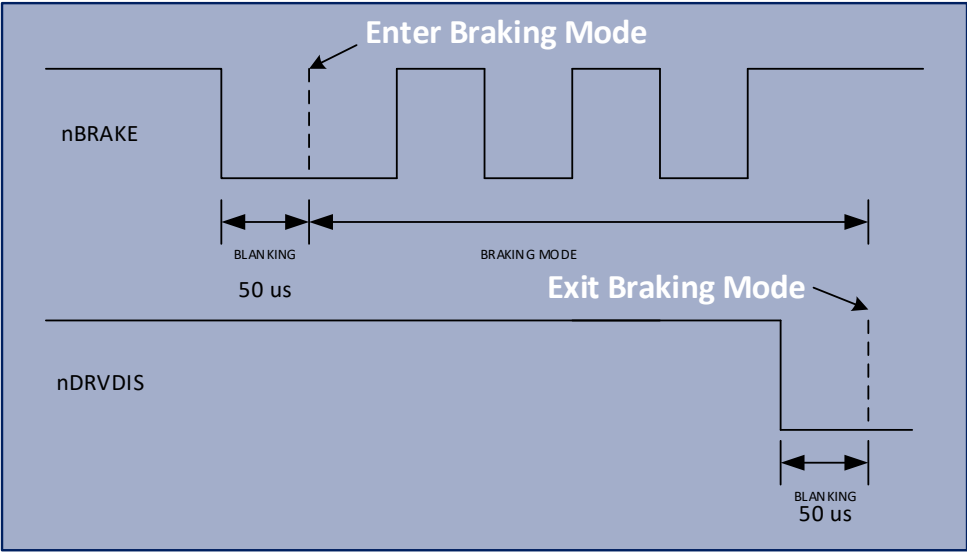 Enter Braking Mode
nBRAKE
BLANKING
BRAKING MODE
50 us
Exit Braking Mode
nDRVDIS
BLANKING
50 us